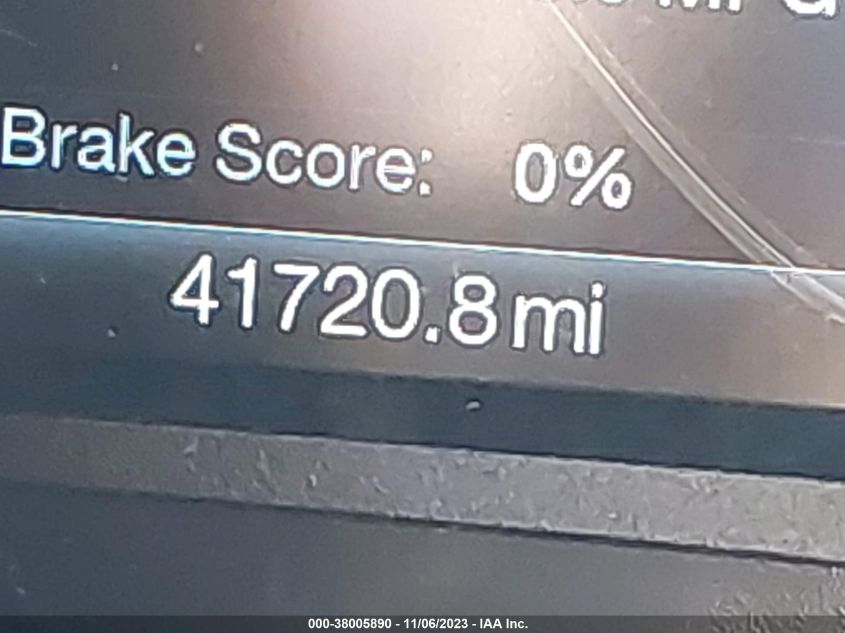 Brake Score: 0%
41720.8 mi
000-38005890 - 11/06/2023 - IAA Inc.